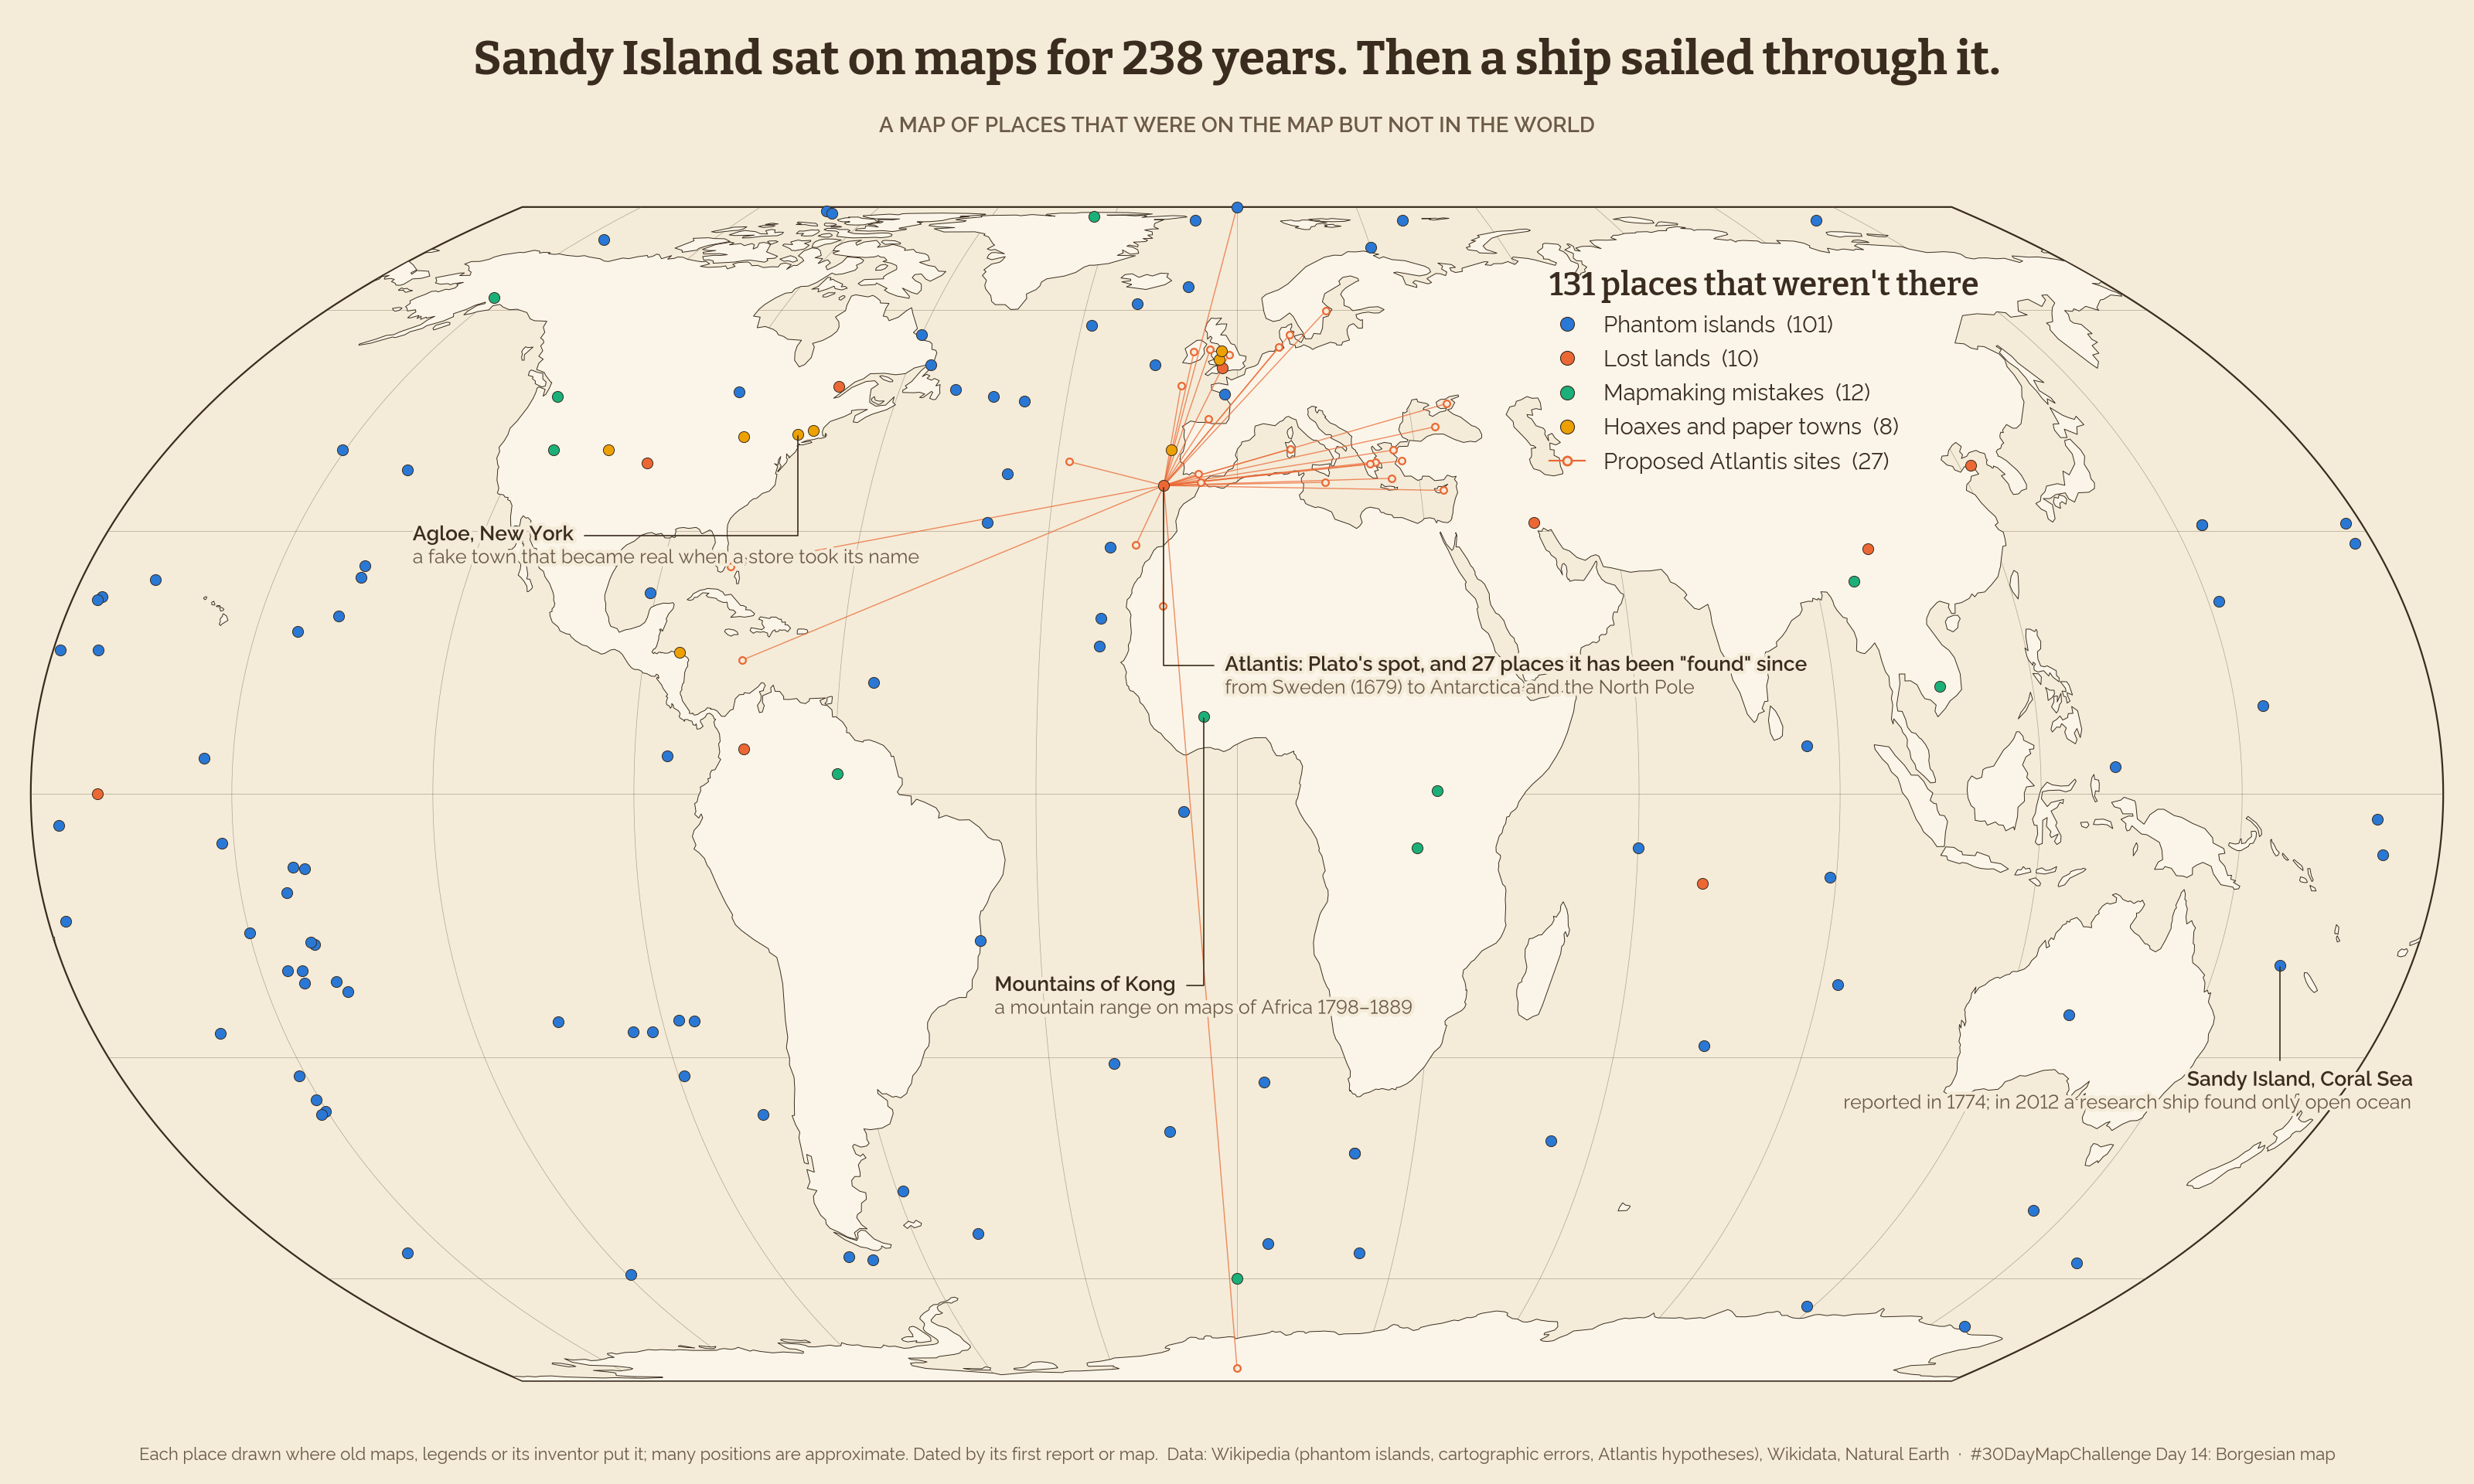 Sandy Island sat on maps for 238 years. Then a ship sailed through it.
A MAP OF PLACES THAT WERE ON THE MAP BUT NOT IN THE WORLD
131 places that weren't there
Phantom islands (101)
Lost lands (10)
Mapmaking mistakes (12)
Hoaxes and paper towns (8)
Proposed Atlantis sites (27)
Agloe, New York
a fake town that became real when a store took its name
Atlantis: Plato's spot, and 27 places it has been "found" since
from Sweden (1679) to Antarctica and the North Pole
Mountains of Kong
a mountain range on maps of Africa 1798–1889
Sandy Island, Coral Sea
reported in 1774; in 2012 a research ship found only open ocean
Each place drawn where old maps, legends or its inventor put it; many positions are approximate. Dated by its first report or map. Data: Wikipedia (phantom islands, cartographic errors, Atlantis hypotheses), Wikidata, Natural Earth · #30DayMapChallenge Day 14: Borgesian map